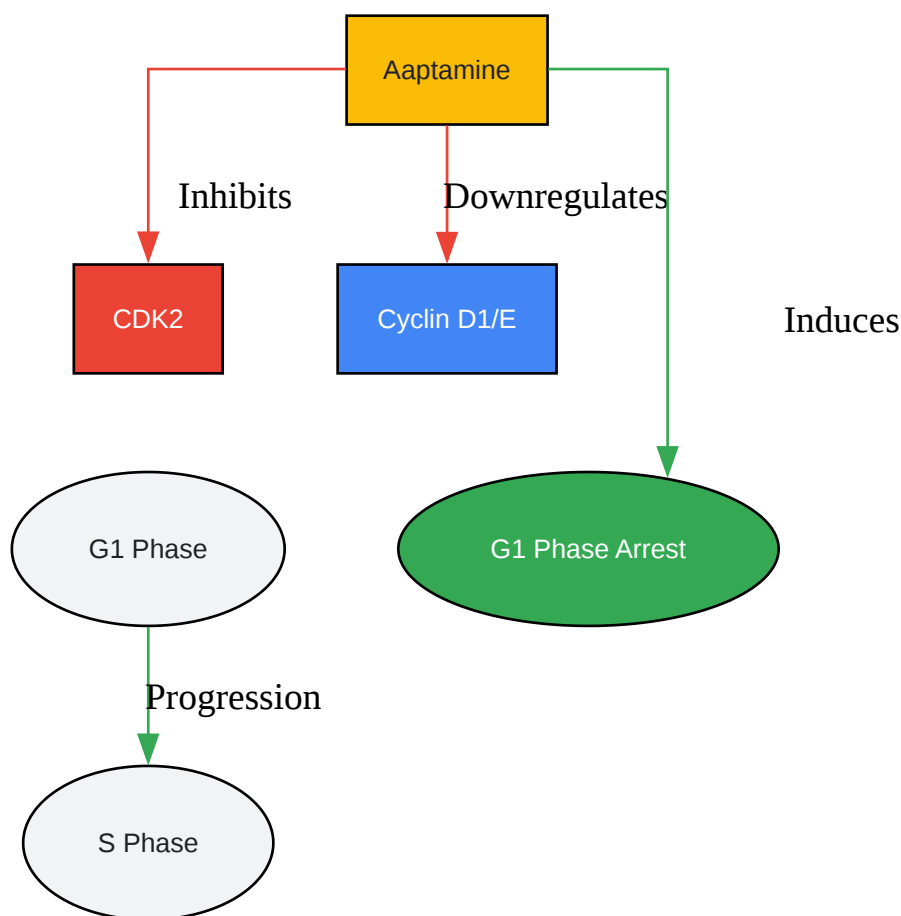 Aaptamine
Inhibits
Downregulates
CDK2
Cyclin D1/E
Induces
G1 Phase
G1 Phase Arrest
Progression
S Phase